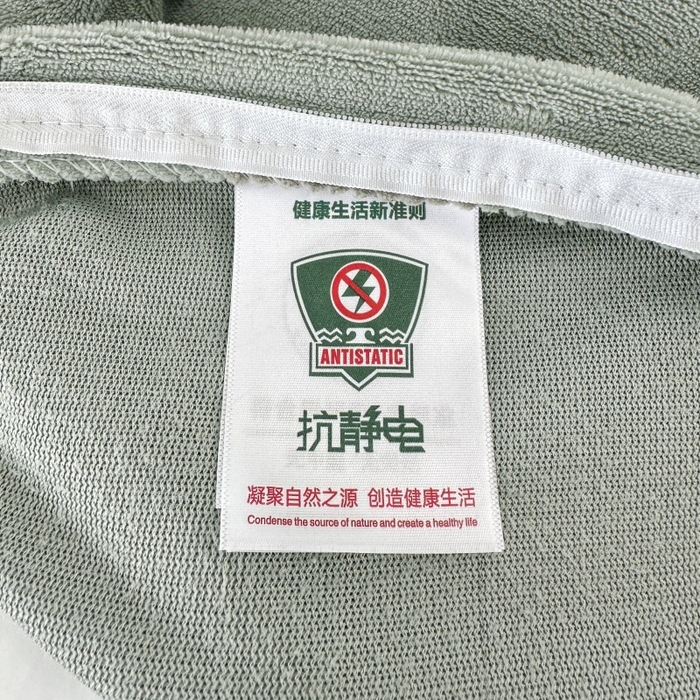 健康生活新准则
ANTISTATIC
抗静电
凝聚自然之源 创造健康生活
Condense the source of nature and create a healthy life